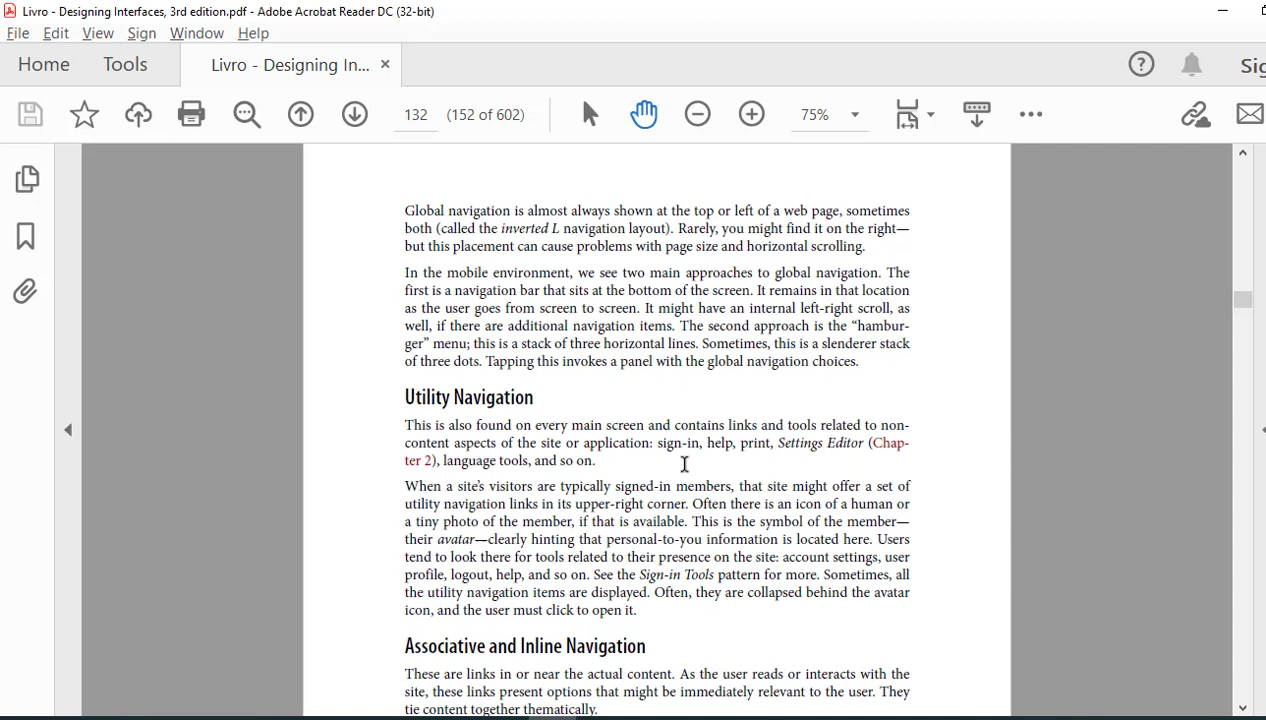 Livro - Designing Interfaces, 3rd edition.pdf - Adobe Acrobat Reader DC (32-bit)
File Edit View Sign Window Help
Home Tools Livro - Designing In... ×
132 (152 of 602) 75%
Global navigation is almost always shown at the top or left of a web page, sometimes
both (called the inverted L navigation layout). Rarely, you might find it on the right—
but this placement can cause problems with page size and horizontal scrolling.
In the mobile environment, we see two main approaches to global navigation. The
first is a navigation bar that sits at the bottom of the screen. It remains in that location
as the user goes from screen to screen. It might have an internal left-right scroll, as
well, if there are additional navigation items. The second approach is the “hambur-
ger” menu; this is a stack of three horizontal lines. Sometimes, this is a slenderer stack
of three dots. Tapping this invokes a panel with the global navigation choices.
Utility Navigation
This is also found on every main screen and contains links and tools related to non-
content aspects of the site or application: sign-in, help, print, Settings Editor (Chap-
ter 2), language tools, and so on.
When a site’s visitors are typically signed-in members, that site might offer a set of
utility navigation links in its upper-right corner. Often there is an icon of a human or
a tiny photo of the member, if that is available. This is the symbol of the member—
their avatar—clearly hinting that personal-to-you information is located here. Users
tend to look there for tools related to their presence on the site: account settings, user
profile, logout, help, and so on. See the Sign-in Tools pattern for more. Sometimes, all
the utility navigation items are displayed. Often, they are collapsed behind the avatar
icon, and the user must click to open it.
Associative and Inline Navigation
These are links in or near the actual content. As the user reads or interacts with the
site, these links present options that might be immediately relevant to the user. They
tie content together thematically.